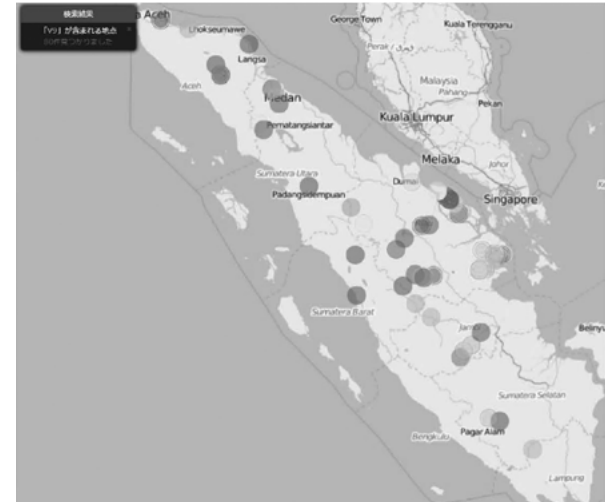 検索結果
「V9」が含まれる地点
Aceh
Lhokseumawe
Langsa
Aceh
Medan
Pematangsiantar
Sumatera Utara
Padangsidempuan
Sumatera Barat
George Town
Kuala Terengganu
Perak / ڨيرق
Malaysia
Pahang
Pekan
Kuala Lumpur
Melaka
Johor
Dumai
Singapore
Jambi
Sumatera Selatan
Pagar Alam
Bengkulu
Lampung